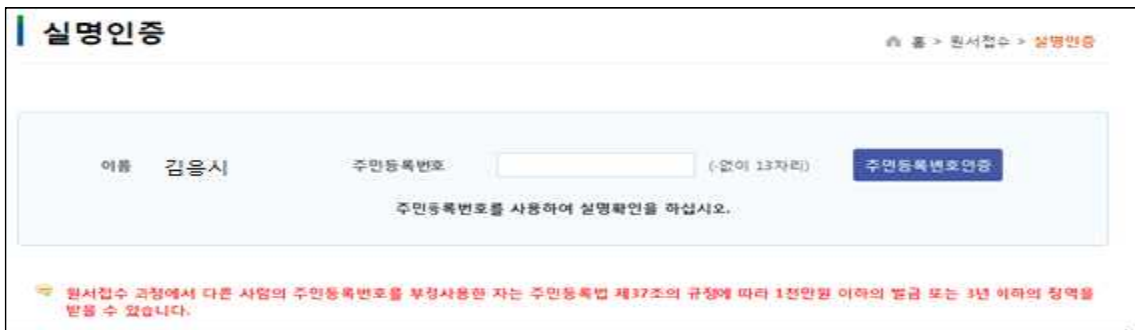 실명인증
홈 > 원서접수 > 실명인증
이름 김응시 주민등록번호 (-없이 13자리) 주민등록번호인증
주민등록번호를 사용하여 실명확인을 하십시오.
원서접수 과정에서 다른 사람의 주민등록번호를 부정사용한 자는 주민등록법 제37조의 규정에 따라 1천만원 이하의 벌금 또는 3년 이하의 징역을
받을 수 있습니다.